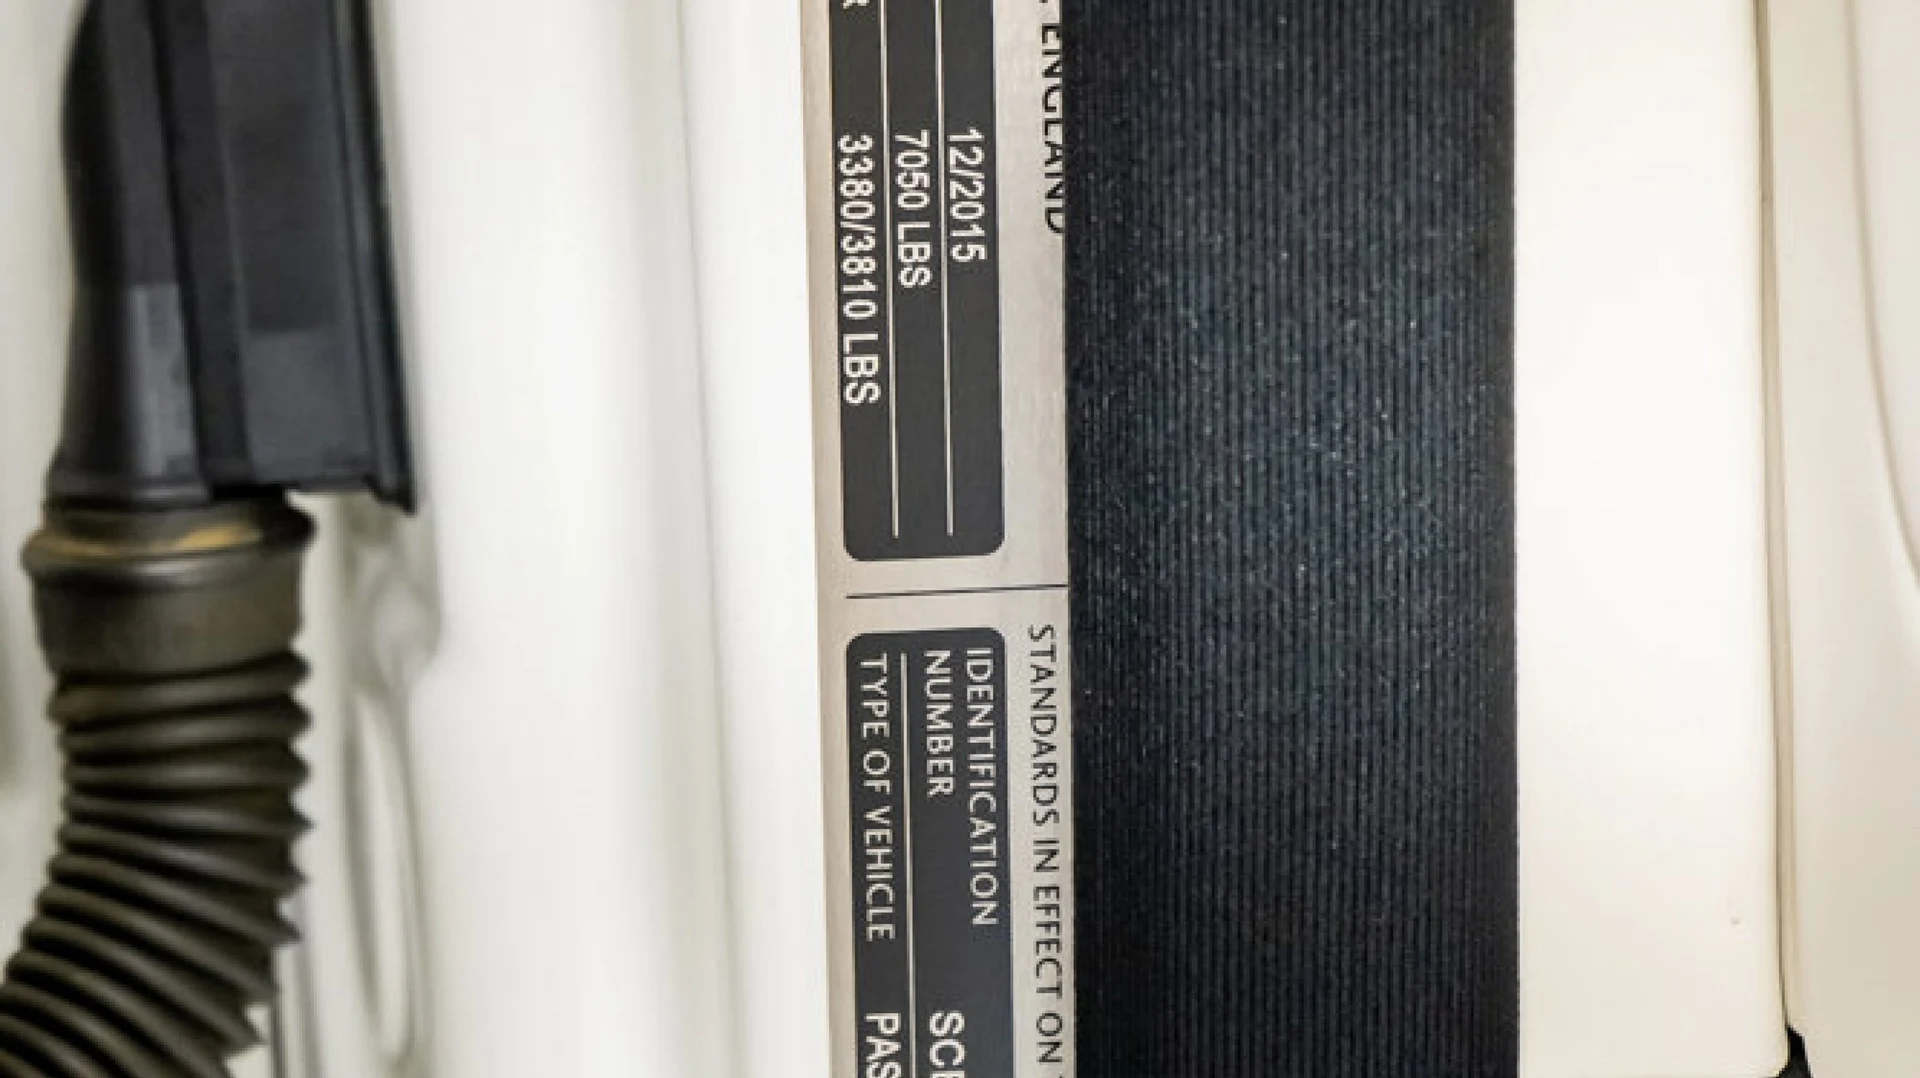 ENGLAND
12/2015
7050 LBS
3380/3810 LBS
STANDARDS IN EFFECT ON
IDENTIFICATION
NUMBER
TYPE OF VEHICLE